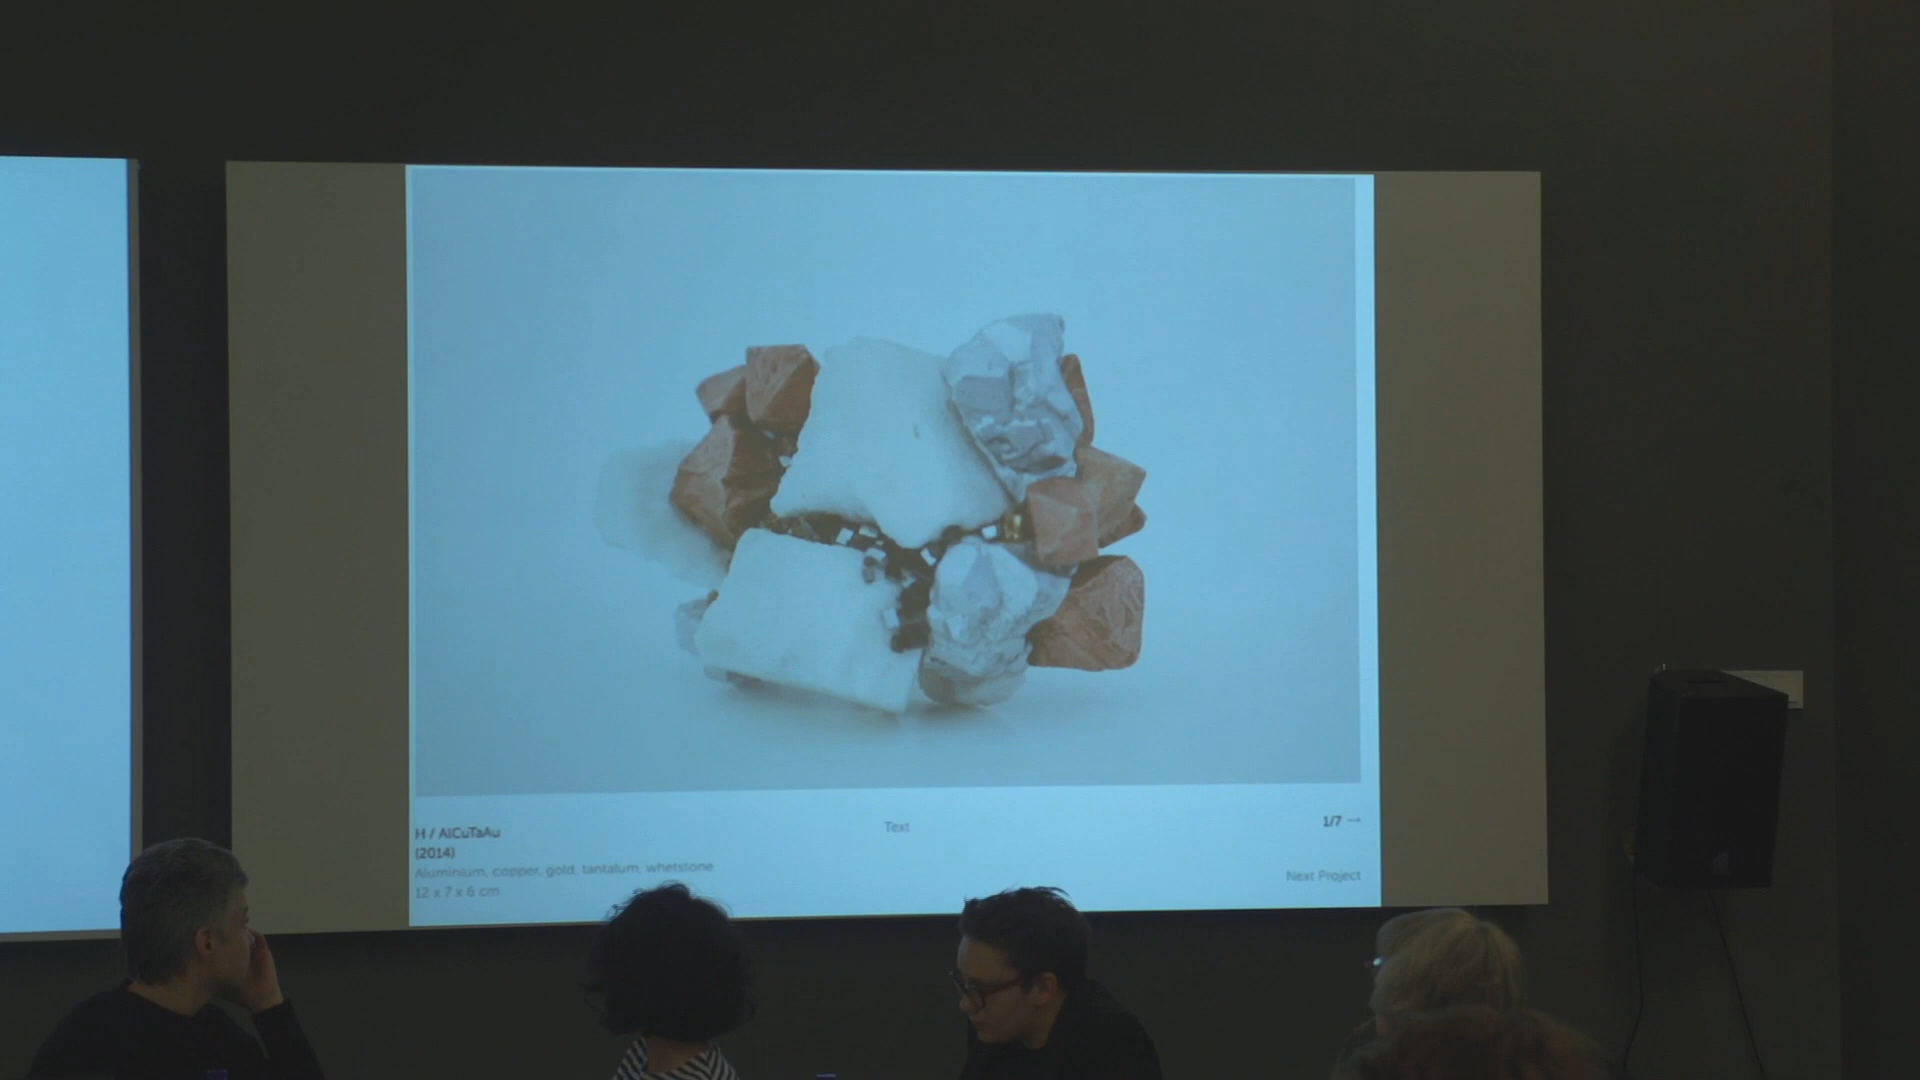 H / AlCuTaAu
(2014)
Aluminium, copper, gold, tantalum, whetstone
12 x 7 x 6 cm
Text
1/7 →
Next Project